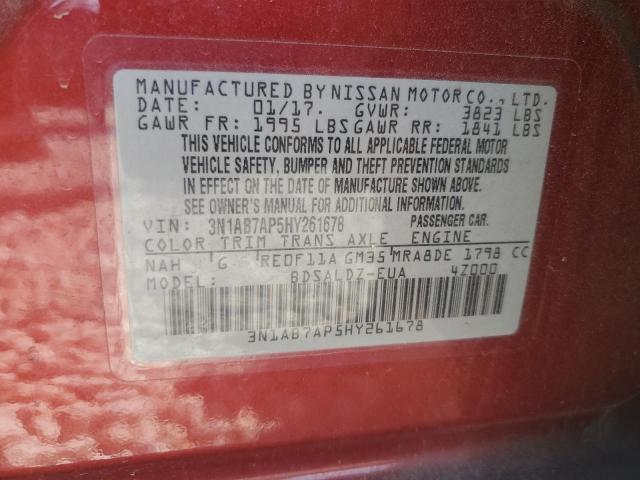 MANUFACTURED BY NISSAN MOTOR CO., LTD.
DATE: 01/17. GVWR: 3823 LBS
GAWR FR: 1995 LBS GAWR RR: 1841 LBS
THIS VEHICLE CONFORMS TO ALL APPLICABLE FEDERAL MOTOR
VEHICLE SAFETY, BUMPER AND THEFT PREVENTION STANDARDS
IN EFFECT ON THE DATE OF MANUFACTURE SHOWN ABOVE.
SEE OWNER'S MANUAL FOR ADDITIONAL INFORMATION.
VIN: 3N1AB7AP5HY261678 PASSENGER CAR.
COLOR TRIM TRANS AXLE ENGINE
NAH G RE0F11A GM35 MRA8DE 1798 CC
MODEL: BDSALDZ-EUA 4Z000
3N1AB7AP5HY261678